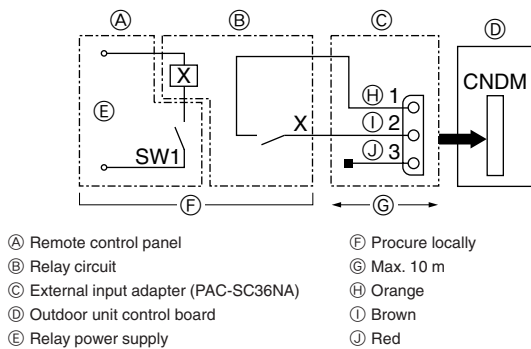 Ⓐ Ⓑ Ⓒ Ⓓ
X CNDM
Ⓔ Ⓗ 1
X Ⓘ 2
SW1 Ⓙ 3
Ⓕ Ⓖ
Ⓐ Remote control panel
Ⓑ Relay circuit
Ⓒ External input adapter (PAC-SC36NA)
Ⓓ Outdoor unit control board
Ⓔ Relay power supply
Ⓕ Procure locally
Ⓖ Max. 10 m
Ⓗ Orange
Ⓘ Brown
Ⓙ Red